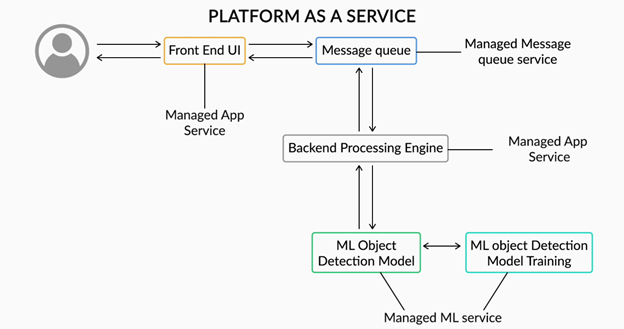 PLATFORM AS A SERVICE
Front End UI
Message queue
Managed Message
queue service
Managed App
Service
Backend Processing Engine
Managed App
Service
ML Object
Detection Model
ML object Detection
Model Training
Managed ML service